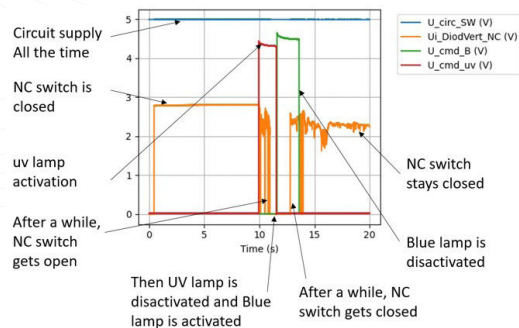 Circuit supply
All the time
NC switch is
closed
uv lamp
activation
After a while,
NC switch
gets open
5
4
3
2
1
0
0
5
10
15
20
Time (s)
U_circ_SW (V)
Ui_DiodVert_NC (V)
U_cmd_B (V)
U_cmd_uv (V)
NC switch
stays closed
Blue lamp is
disactivated
Then UV lamp is
disactivated and Blue
lamp is activated
After a while, NC
switch gets closed